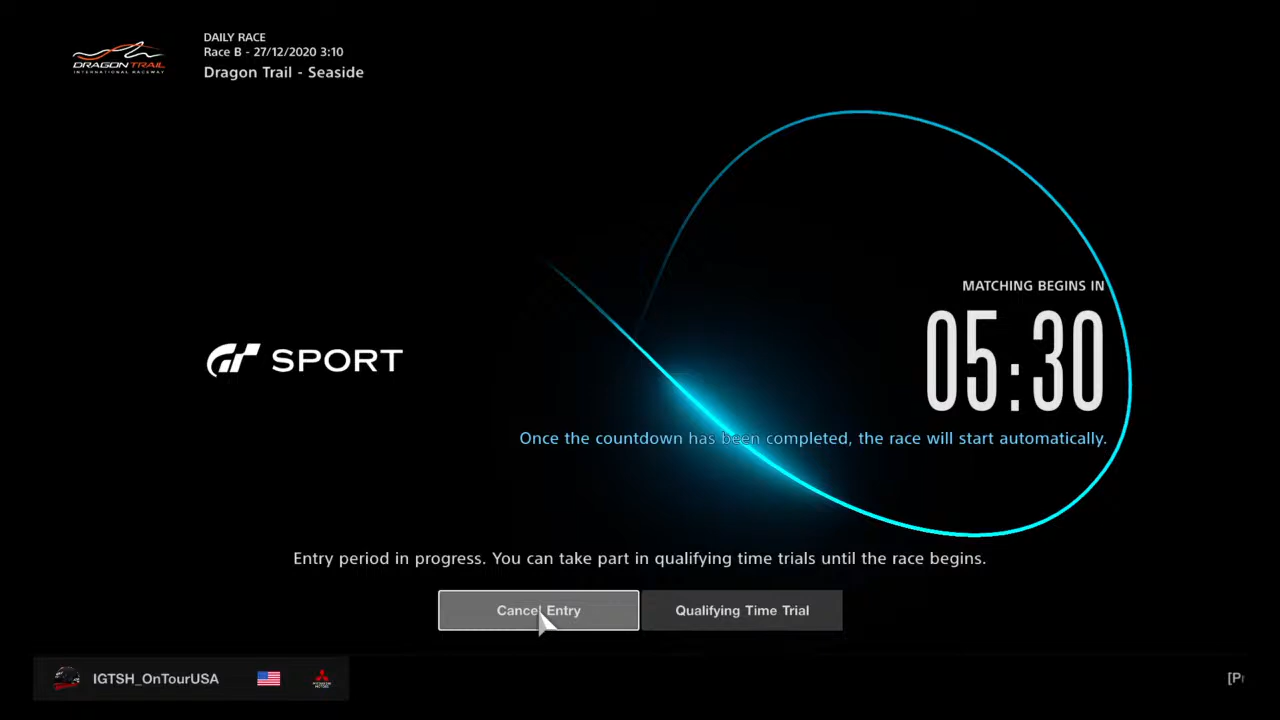 DRAGON TRAIL
INTERNATIONAL RACEWAY
DAILY RACE
Race B - 27/12/2020 3:10
Dragon Trail - Seaside
MATCHING BEGINS IN
05:30
GT SPORT
Once the countdown has been completed, the race will start automatically.
Entry period in progress. You can take part in qualifying time trials until the race begins.
Cancel Entry
Qualifying Time Trial
IGTSH_OnTourUSA